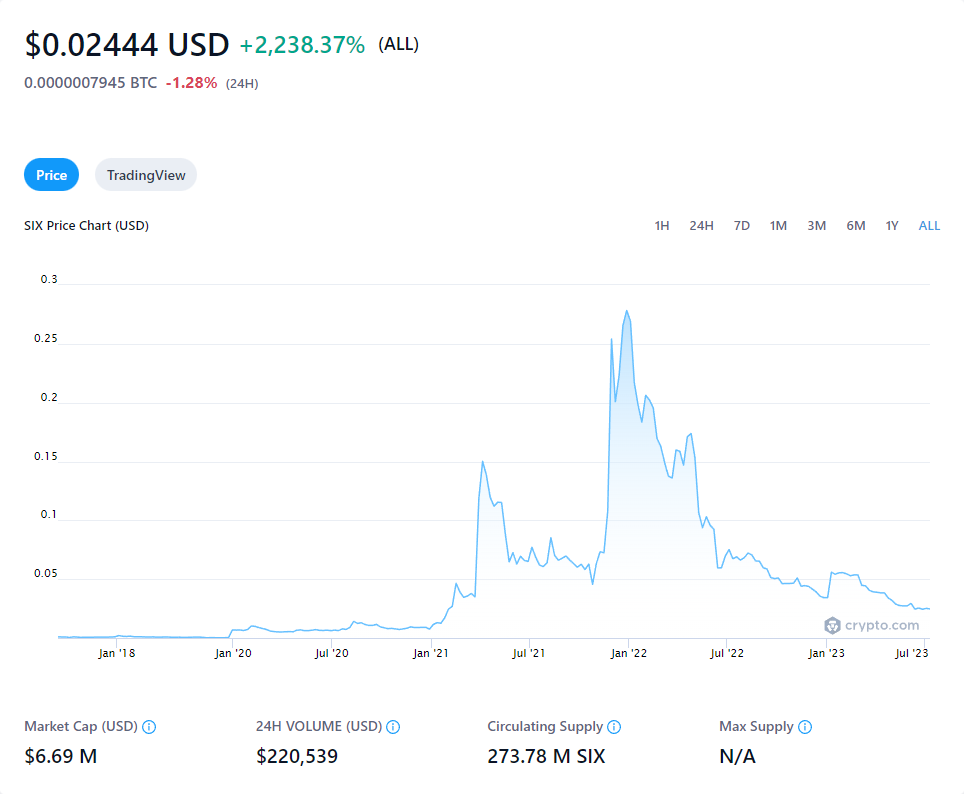 $0.02444 USD +2,238.37% (ALL)
0.0000007945 BTC -1.28% (24H)
Price TradingView
SIX Price Chart (USD) 1H 24H 7D 1M 3M 6M 1Y ALL
0.3
0.25
0.2
0.15
0.1
0.05
crypto.com
Jan '18 Jan '20 Jul '20 Jan '21 Jul '21 Jan '22 Jul '22 Jan '23 Jul '23
Market Cap (USD) 24H VOLUME (USD) Circulating Supply Max Supply
$6.69 M $220,539 273.78 M SIX N/A